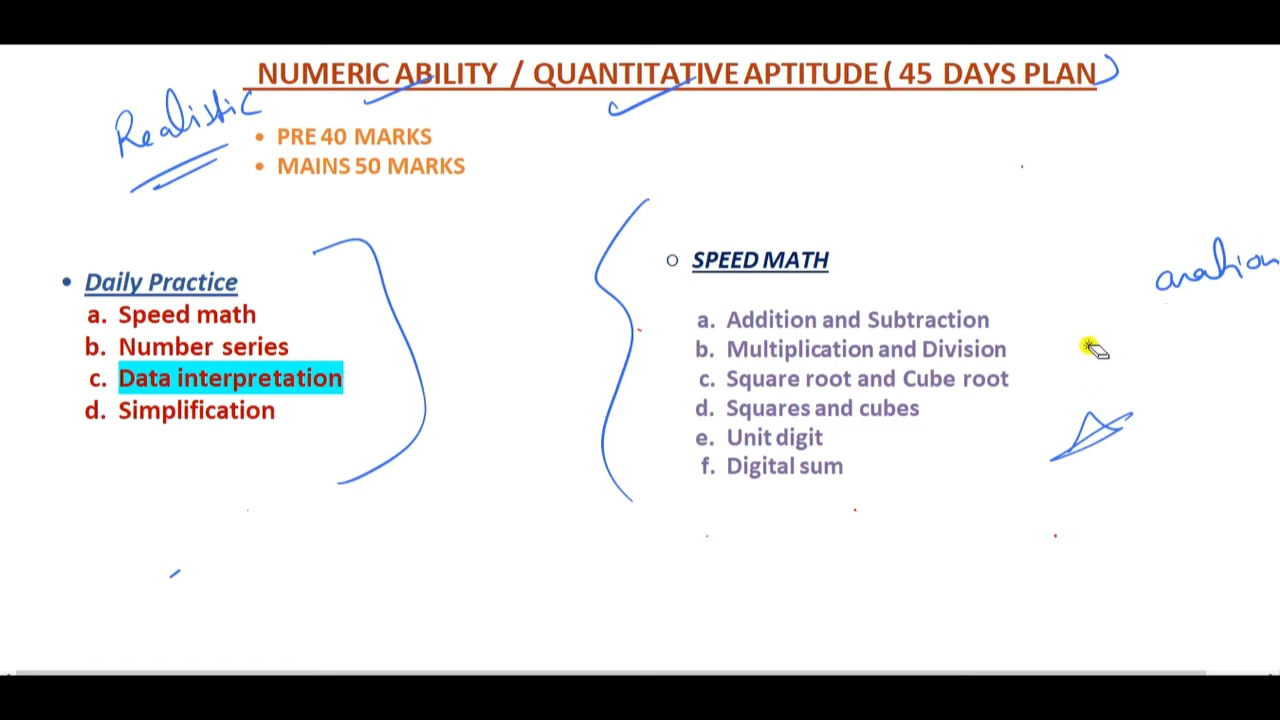 NUMERIC ABILITY / QUANTITATIVE APTITUDE ( 45 DAYS PLAN )
Realistic
• PRE 40 MARKS
• MAINS 50 MARKS
• Daily Practice
a. Speed math
b. Number series
c. Data interpretation
d. Simplification
○ SPEED MATH
a. Addition and Subtraction
b. Multiplication and Division
c. Square root and Cube root
d. Squares and cubes
e. Unit digit
f. Digital sum